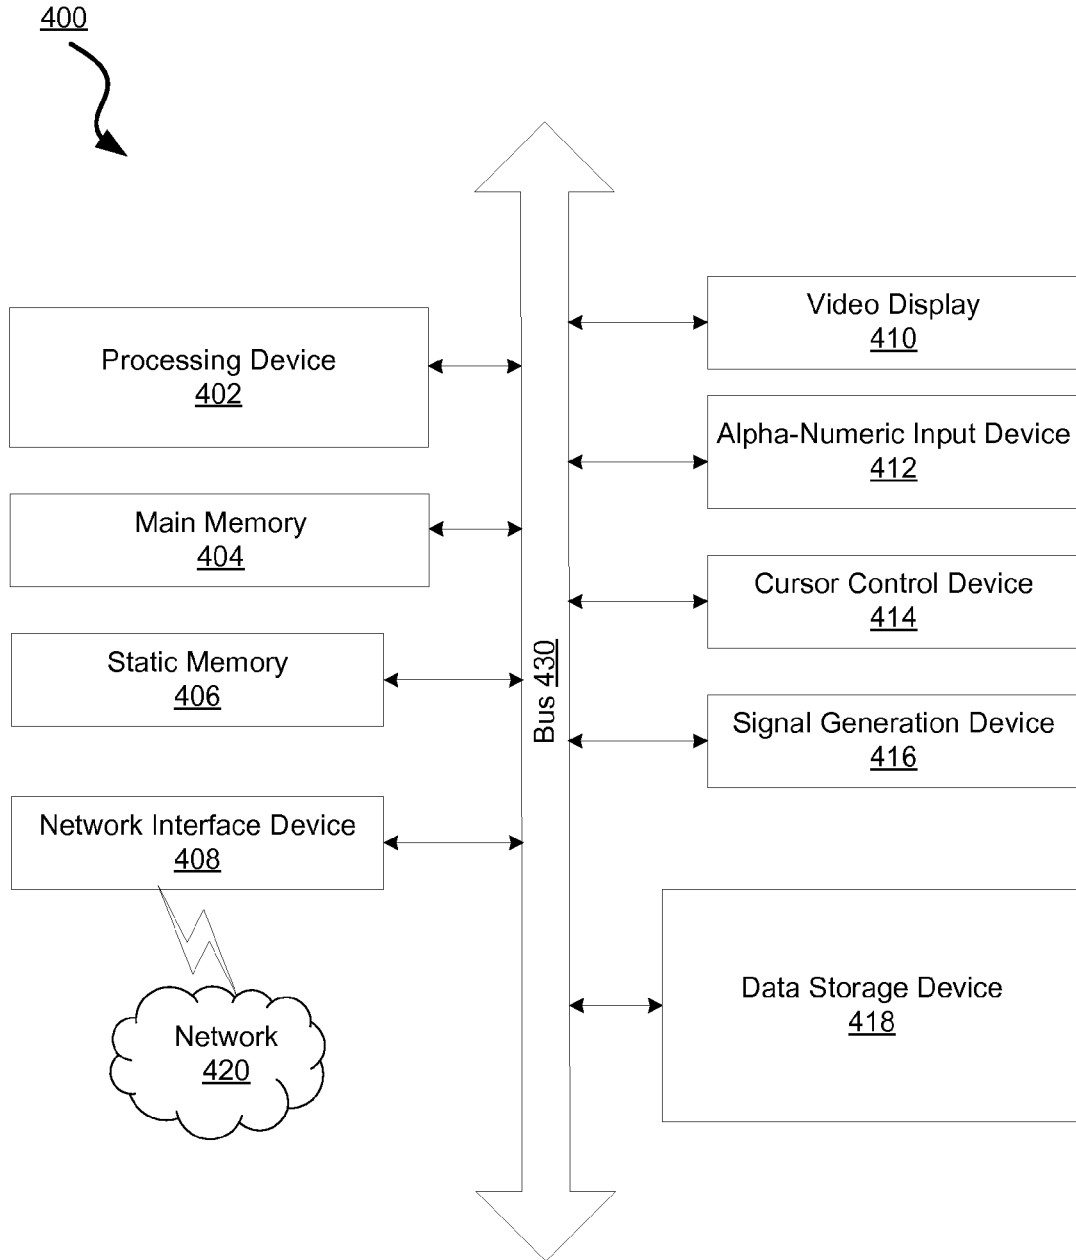 400
Processing Device
402
Main Memory
404
Static Memory
406
Network Interface Device
408
Network
420
Bus 430
Video Display
410
Alpha-Numeric Input Device
412
Cursor Control Device
414
Signal Generation Device
416
Data Storage Device
418